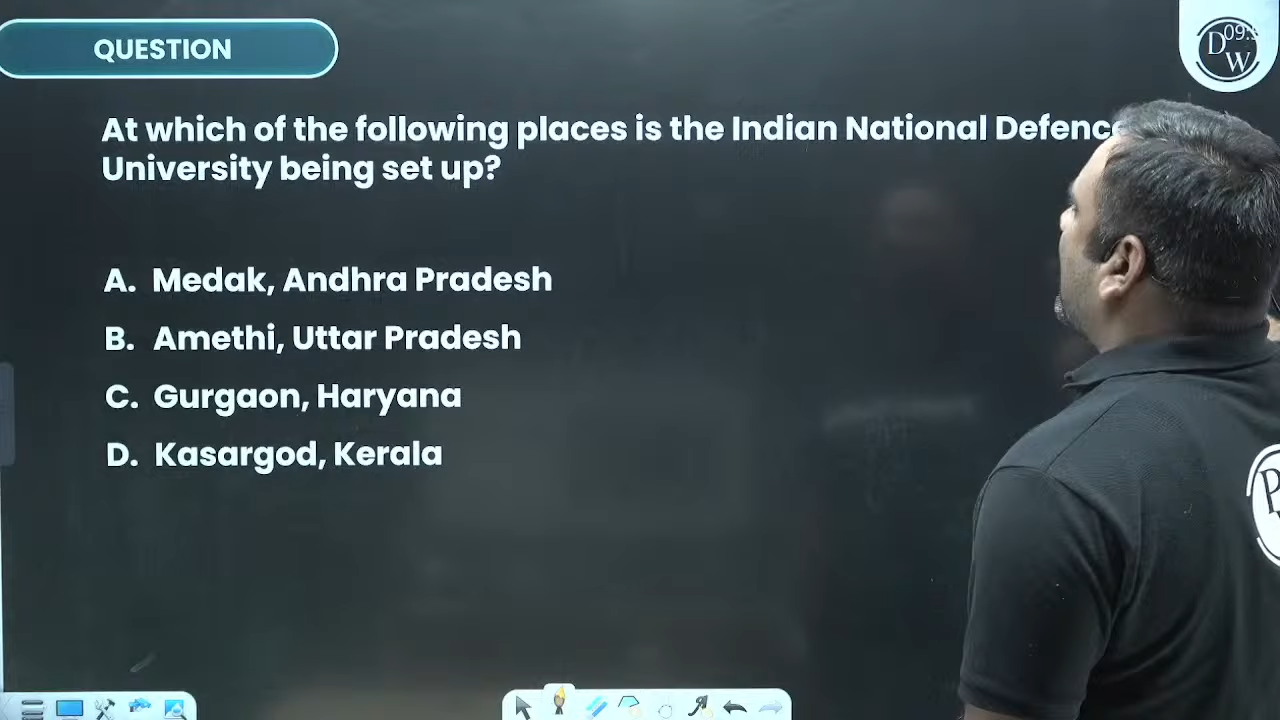 QUESTION
09:
D
W
At which of the following places is the Indian National Defence
University being set up?
A. Medak, Andhra Pradesh
B. Amethi, Uttar Pradesh
C. Gurgaon, Haryana
D. Kasargod, Kerala
P